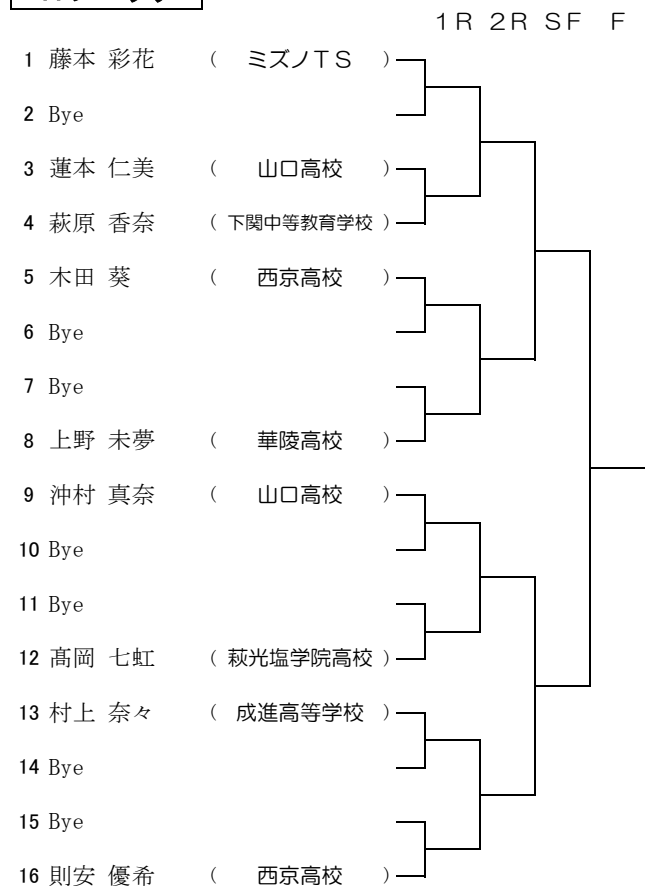 1R 2R SF F
1 藤本 彩花 ( ミズノTS )
2 Bye
3 蓮本 仁美 ( 山口高校 )
4 萩原 香奈 ( 下関中等教育学校 )
5 木田 葵 ( 西京高校 )
6 Bye
7 Bye
8 上野 未夢 ( 華陵高校 )
9 沖村 真奈 ( 山口高校 )
10 Bye
11 Bye
12 髙岡 七虹 ( 萩光塩学院高校 )
13 村上 奈々 ( 成進高等学校 )
14 Bye
15 Bye
16 則安 優希 ( 西京高校 )